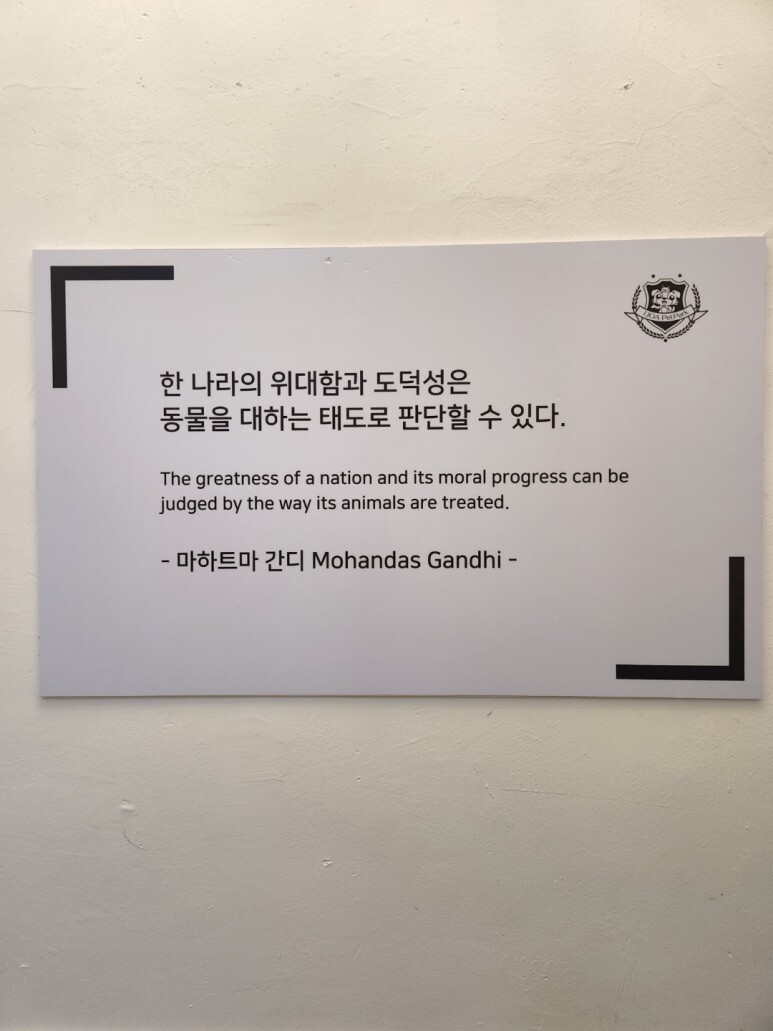 한 나라의 위대함과 도덕성은
동물을 대하는 태도로 판단할 수 있다.
The greatness of a nation and its moral progress can be
judged by the way its animals are treated.
- 마하트마 간디 Mohandas Gandhi -